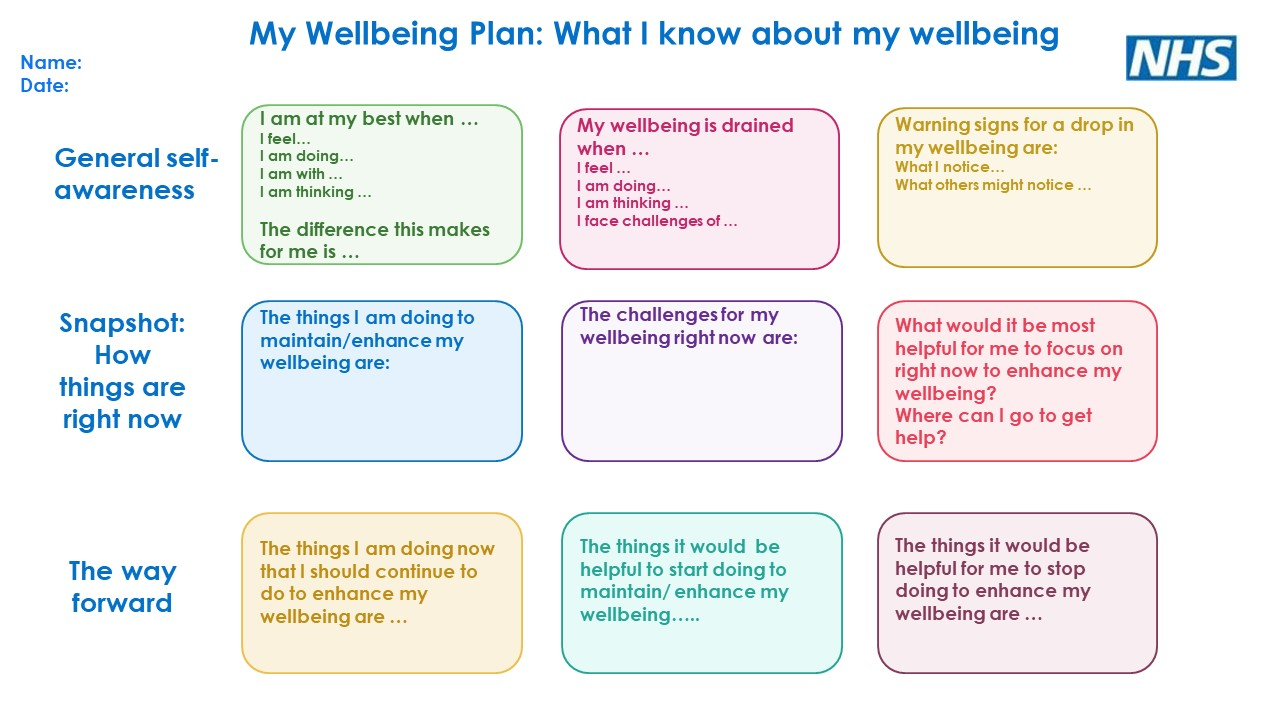 My Wellbeing Plan: What I know about my wellbeing
NHS
Name:
Date:
General self-
awareness
I am at my best when …
I feel…
I am doing…
I am with …
I am thinking …
The difference this makes
for me is …
My wellbeing is drained
when …
I feel …
I am doing…
I am thinking …
I face challenges of …
Warning signs for a drop in
my wellbeing are:
What I notice…
What others might notice …
Snapshot:
How
things are
right now
The things I am doing to
maintain/enhance my
wellbeing are:
The challenges for my
wellbeing right now are:
What would it be most
helpful for me to focus on
right now to enhance my
wellbeing?
Where can I go to get
help?
The way
forward
The things I am doing now
that I should continue to
do to enhance my
wellbeing are …
The things it would be
helpful to start doing to
maintain/ enhance my
wellbeing…..
The things it would be
helpful for me to stop
doing to enhance my
wellbeing are …